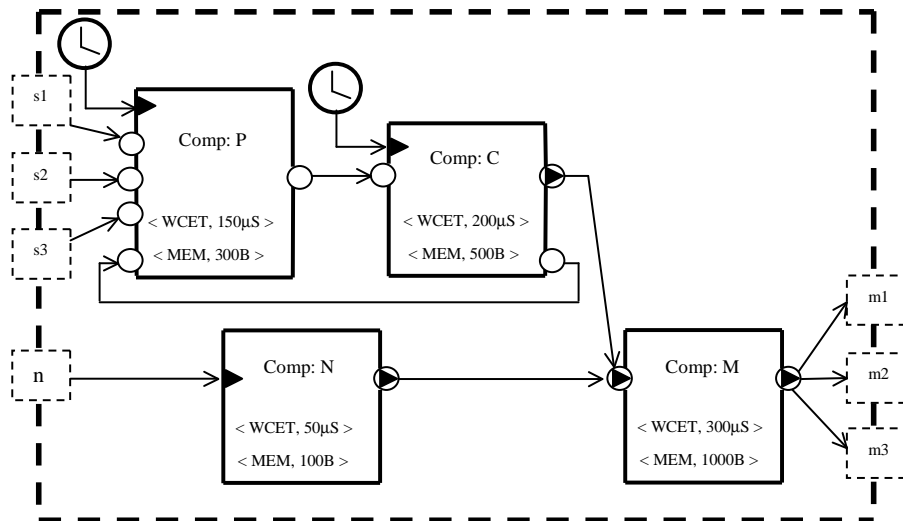 s1
s2
s3
Comp: P
< WCET, 150μS >
< MEM, 300B >
Comp: C
< WCET, 200μS >
< MEM, 500B >
n
Comp: N
< WCET, 50μS >
< MEM, 100B >
Comp: M
< WCET, 300μS >
< MEM, 1000B >
m1
m2
m3